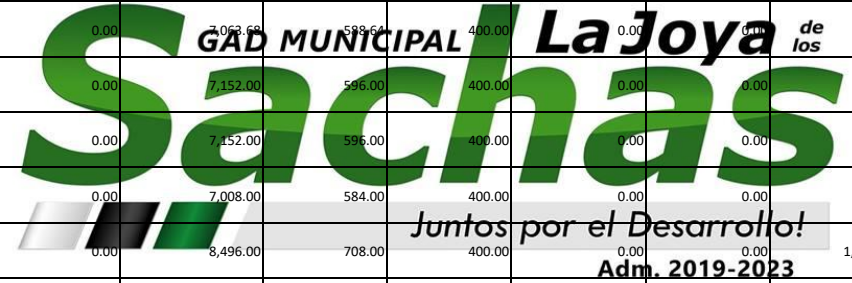 GAD MUNICIPAL La Joya de los
Sachas
0.00 7,063.68 588.64 400.00 0.00 0.00
0.00 7,152.00 596.00 400.00 0.00 0.00
0.00 7,152.00 596.00 400.00 0.00 0.00
0.00 7,008.00 584.00 400.00 0.00 0.00
Juntos por el Desarrollo!
0.00 8,496.00 708.00 400.00 0.00 0.00
Adm. 2019-2023